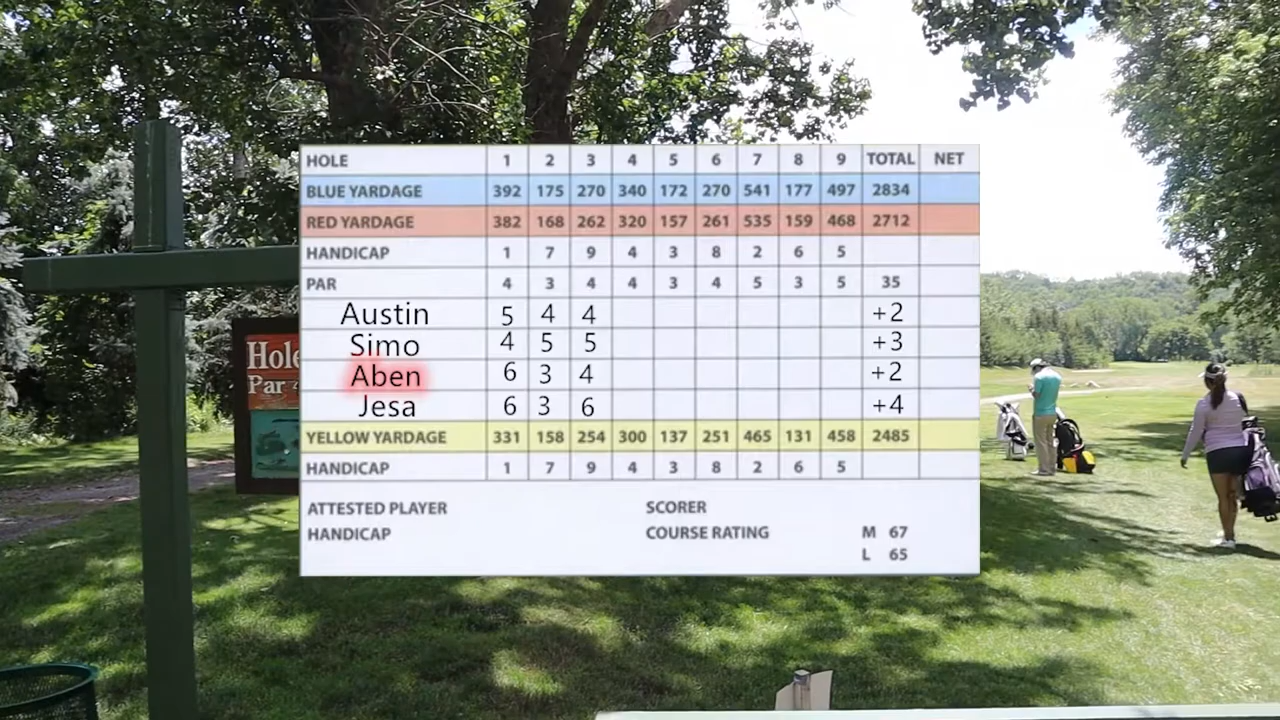 HOLE 1 2 3 4 5 6 7 8 9 TOTAL NET
BLUE YARDAGE 392 175 270 340 172 270 541 177 497 2834
RED YARDAGE 382 168 262 320 157 261 535 159 468 2712
HANDICAP 1 7 9 4 3 8 2 6 5
PAR 4 3 4 4 3 4 5 3 5 35
Austin 5 4 4 +2
Simo 4 5 5 +3
Aben 6 3 4 +2
Jesa 6 3 6 +4
YELLOW YARDAGE 331 158 254 300 137 251 465 131 458 2485
HANDICAP 1 7 9 4 3 8 2 6 5
ATTESTED PLAYER SCORER
HANDICAP COURSE RATING M 67
L 65
Hole
Par